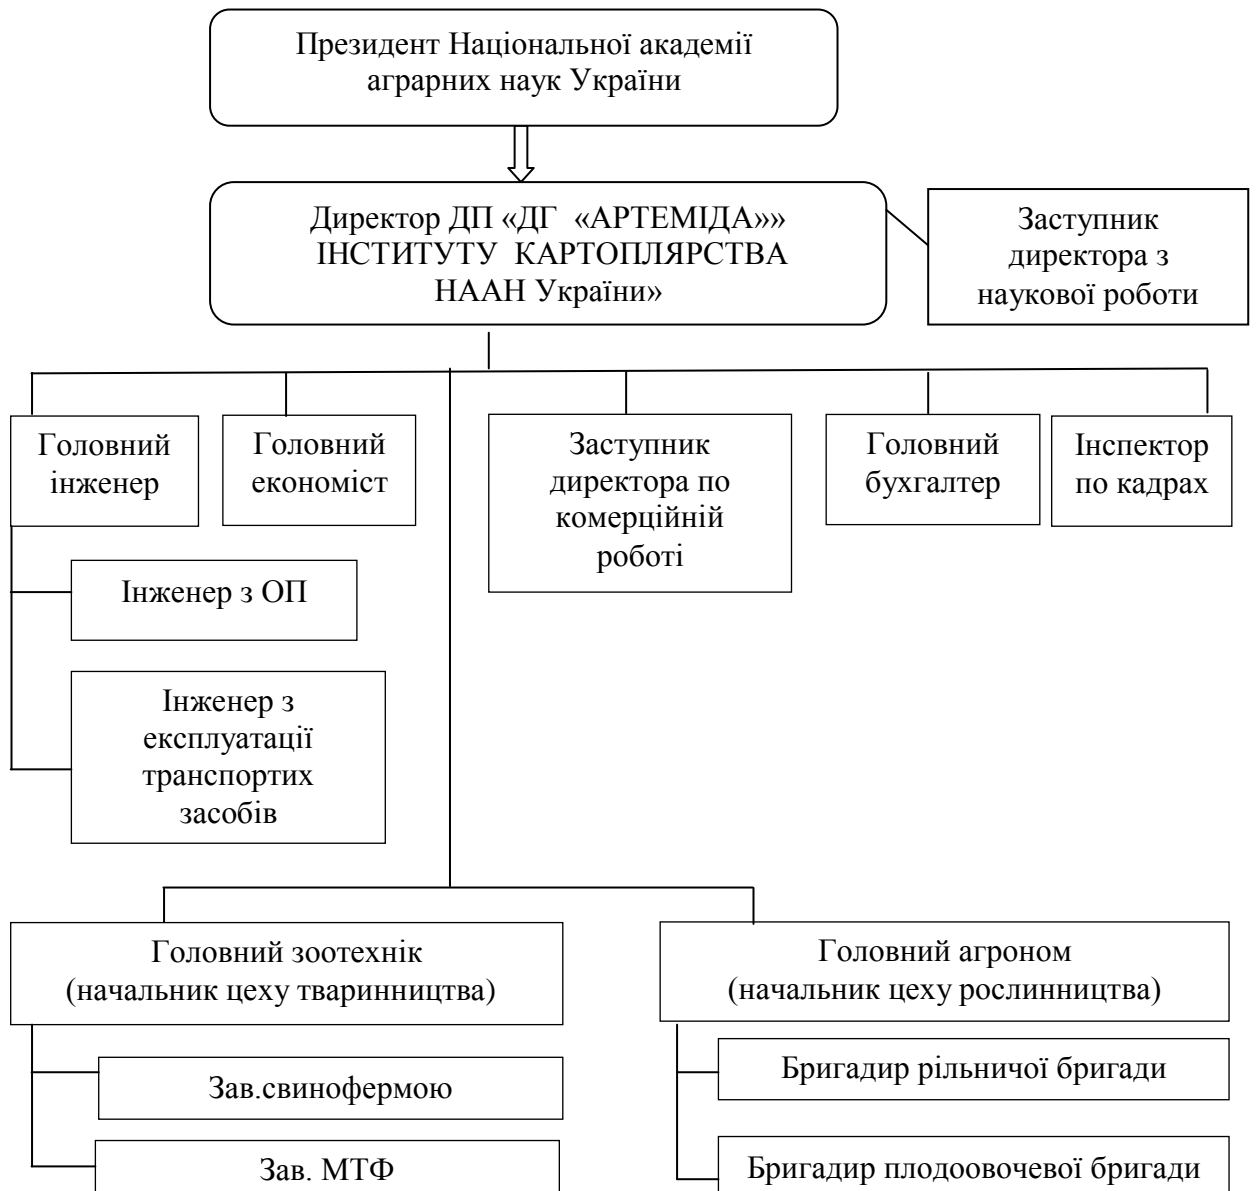 Президент Національної академії
аграрних наук України
Директор ДП «ДГ «АРТЕМІДА»»
ІНСТИТУТУ КАРТОПЛЯРСТВА
НААН України»
Заступник
директора з
наукової роботи
Головний
інженер
Головний
економіст
Заступник
директора по
комерційній
роботі
Головний
бухгалтер
Інспектор
по кадрах
Інженер з ОП
Інженер з
експлуатації
транспортих
засобів
Головний зоотехнік
(начальник цеху тваринництва)
Головний агроном
(начальник цеху рослинництва)
Зав.свинофермою
Бригадир рільничої бригади
Зав. МТФ
Бригадир плодоовочевої бригади